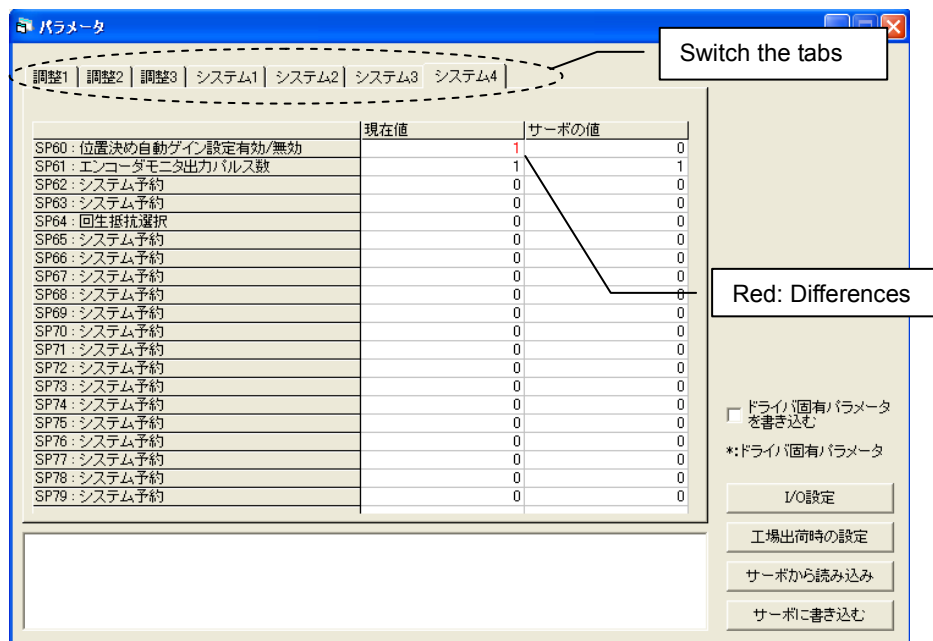 パラメータ
Switch the tabs
調整1 調整2 調整3 システム1 システム2 システム3 システム4
現在値 サーボの値
SP60:位置決め自動ゲイン設定有効/無効 1 0
SP61:エンコーダモニタ出力パルス数 1 1
SP62:システム予約 0 0
SP63:システム予約 0 0
SP64:回生抵抗選択 0 0
SP65:システム予約 0 0
SP66:システム予約 0 0
SP67:システム予約 0 0
SP68:システム予約 0 0
Red: Differences
SP69:システム予約 0 0
SP70:システム予約 0 0
SP71:システム予約 0 0
SP72:システム予約 0 0
SP73:システム予約 0 0
SP74:システム予約 0 0
SP75:システム予約 0 0
SP76:システム予約 0 0
SP77:システム予約 0 0
SP78:システム予約 0 0
SP79:システム予約 0 0
ドライバ固有パラメータ
を書き込む
*:ドライバ固有パラメータ
I/O設定
工場出荷時の設定
サーボから読み込み
サーボに書き込む